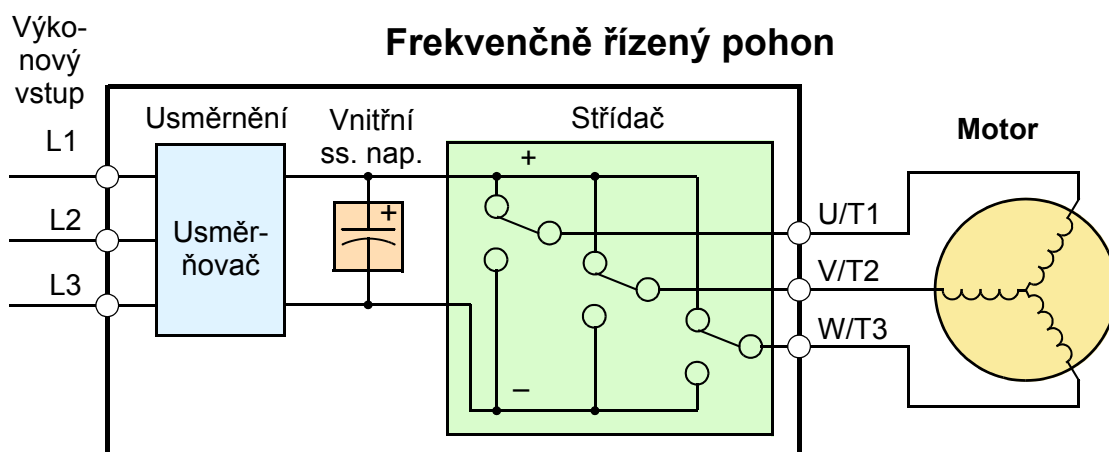 Výko-
nový
vstup
Frekvenčně řízený pohon
Usměrnění
Vnitřní
ss. nap.
Střídač
Motor
L1
L2
L3
Usměr-
ňovač
+
+
–
U/T1
V/T2
W/T3